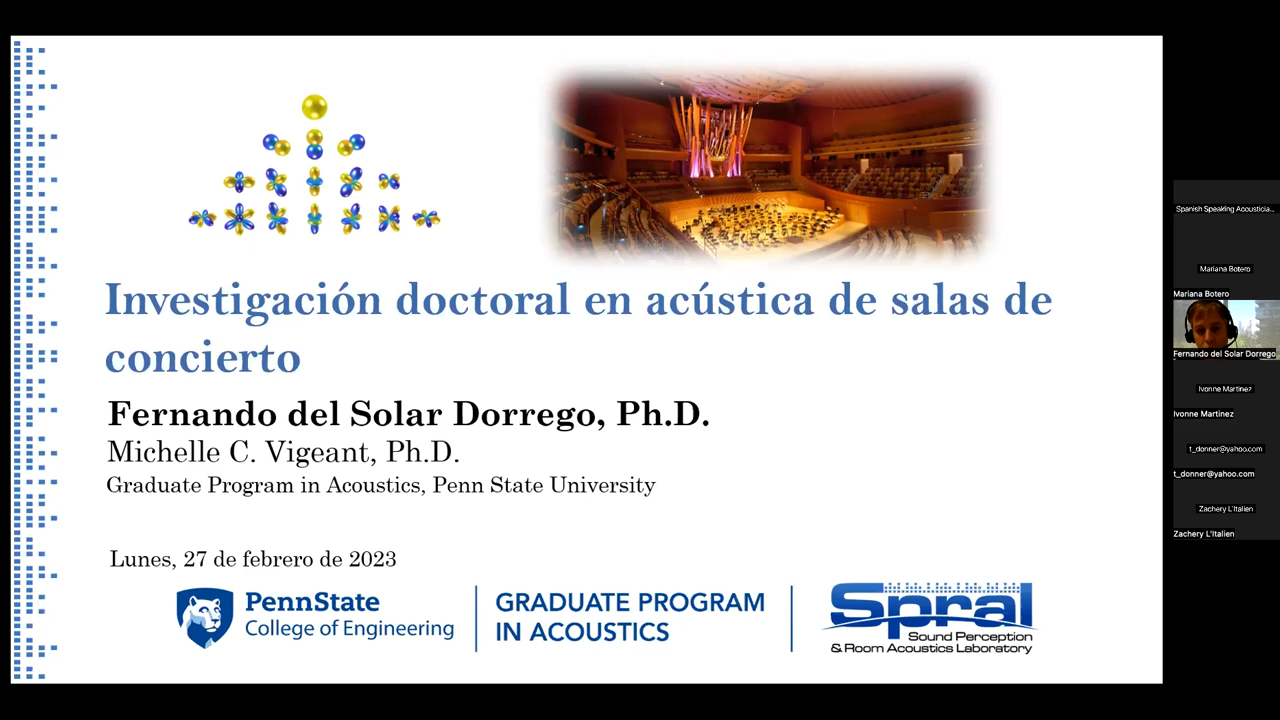 Investigación doctoral en acústica de salas de
concierto
Fernando del Solar Dorrego, Ph.D.
Michelle C. Vigeant, Ph.D.
Graduate Program in Acoustics, Penn State University
Lunes, 27 de febrero de 2023
PennState
College of Engineering
GRADUATE PROGRAM
IN ACOUSTICS
Spral
Sound Perception
& Room Acoustics Laboratory
Spanish Speaking Acousticia...
Mariana Botero
Mariana Botero
Fernando del Solar Dorrego
Ivonne Martinez
Ivonne Martinez
t_donner@yahoo.com
t_donner@yahoo.com
Zachery L'Italien
Zachery L'Italien